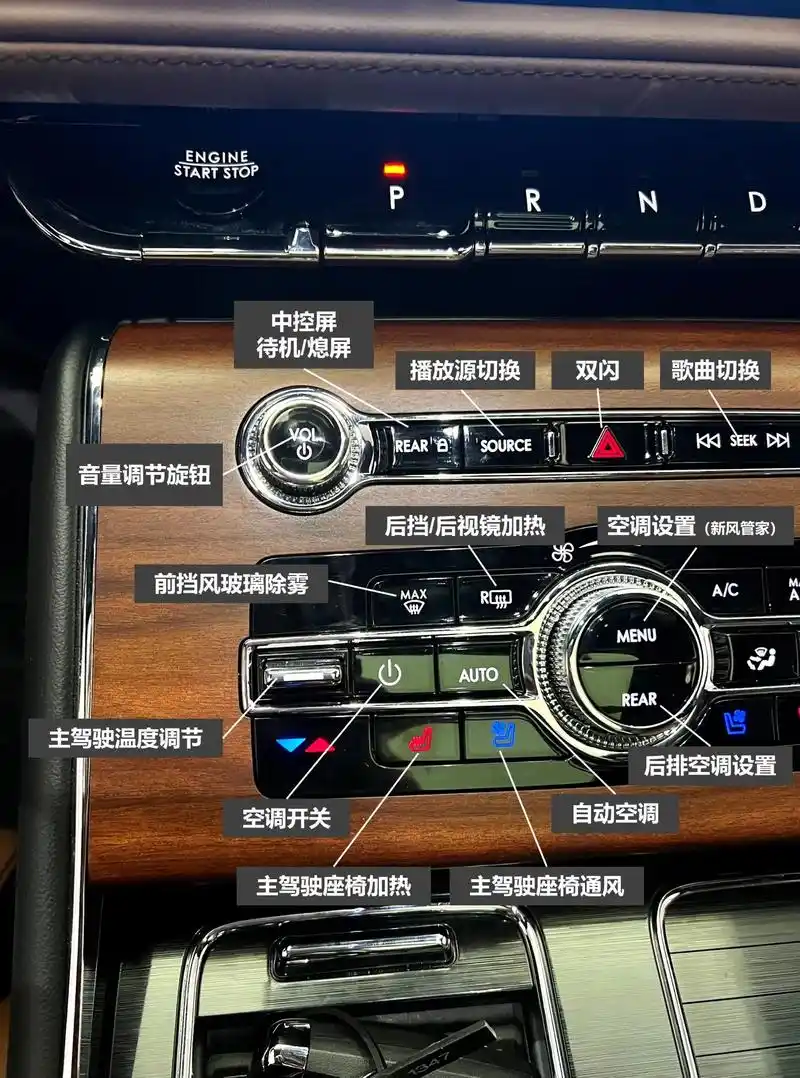 ENGINE
START STOP
P
R
N
D
中控屏
待机/熄屏
播放源切换
双闪
歌曲切换
VOL
REAR
SOURCE
SEEK
音量调节旋钮
后挡/后视镜加热
空调设置（新风管家）
前挡风玻璃除雾
MAX
R
A/C
MENU
AUTO
REAR
主驾驶温度调节
后排空调设置
空调开关
自动空调
主驾驶座椅加热
主驾驶座椅通风
1347